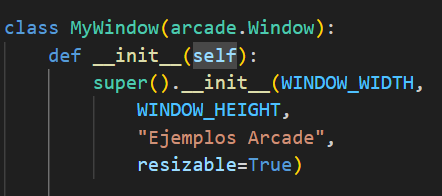 class MyWindow(arcade.Window):
    def __init__(self):
        super().__init__(WINDOW_WIDTH,
            WINDOW_HEIGHT,
            "Ejemplos Arcade",
            resizable=True)